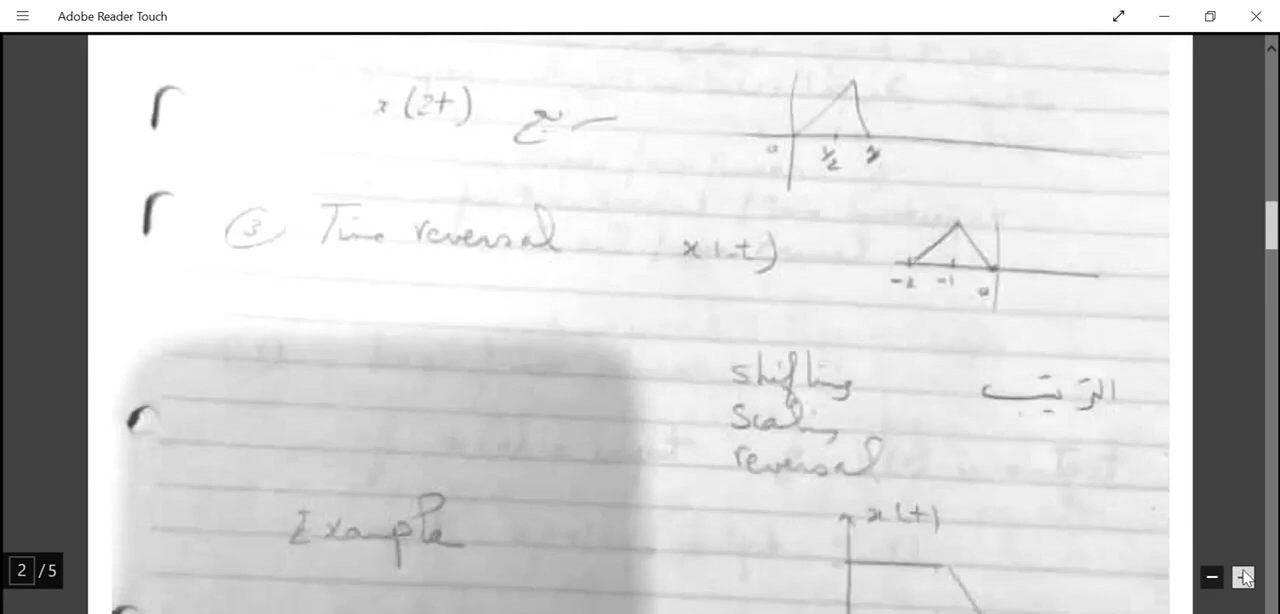 Adobe Reader Touch
x(2t) سريع
0 1/2
③ Time reversal x(-t)
-2 -1 0
shifting الترتيب
Scaling
reversal
Example
x(t)
2 /5